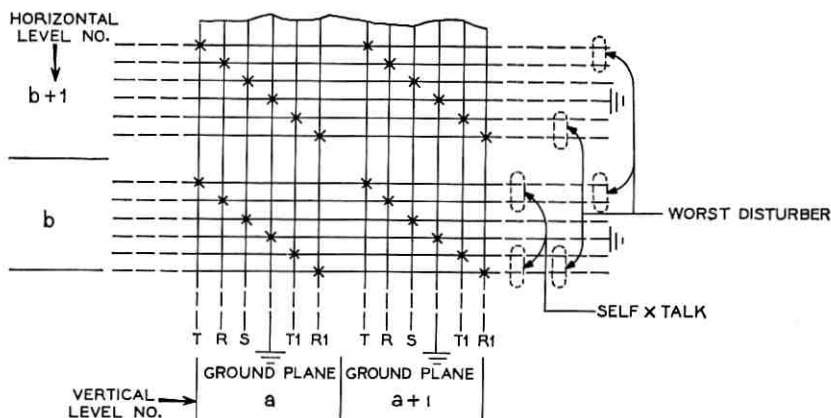 HORIZONTAL
LEVEL NO.
b+1
b
WORST DISTURBER
SELF X TALK
T R S T1 R1 T R S T1 R1
GROUND PLANE GROUND PLANE
a a+1
VERTICAL
LEVEL NO.